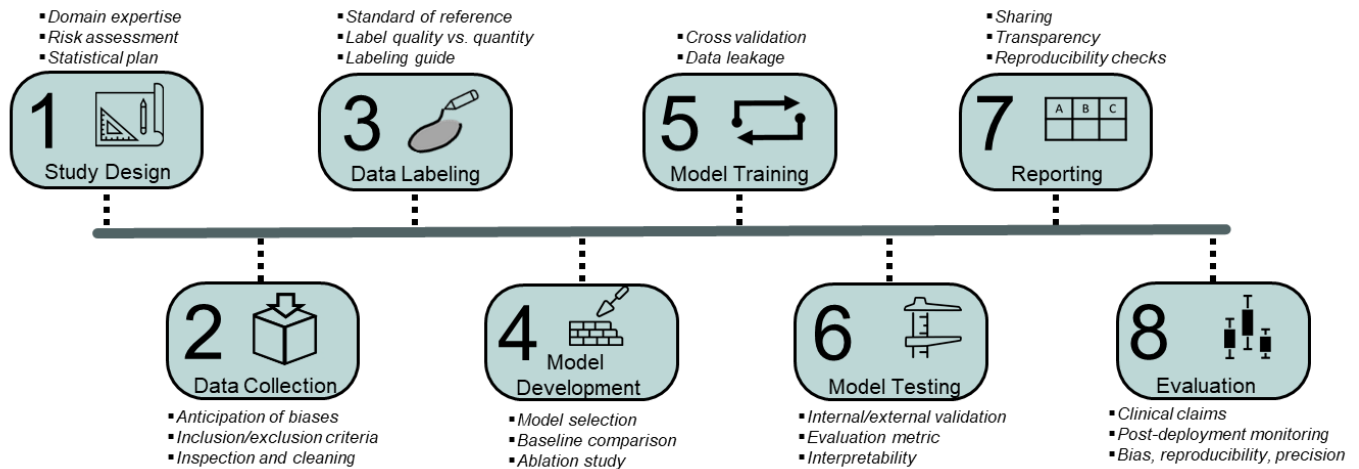 ▪Domain expertise
▪Risk assessment
▪Statistical plan
1
Study Design
▪Standard of reference
▪Label quality vs. quantity
▪Labeling guide
3
Data Labeling
▪Cross validation
▪Data leakage
5
Model Training
▪Sharing
▪Transparency
▪Reproducibility checks
7
A B C
Reporting
2
Data Collection
▪Anticipation of biases
▪Inclusion/exclusion criteria
▪Inspection and cleaning
4
Model
Development
▪Model selection
▪Baseline comparison
▪Ablation study
6
Model Testing
▪Internal/external validation
▪Evaluation metric
▪Interpretability
8
Evaluation
▪Clinical claims
▪Post-deployment monitoring
▪Bias, reproducibility, precision